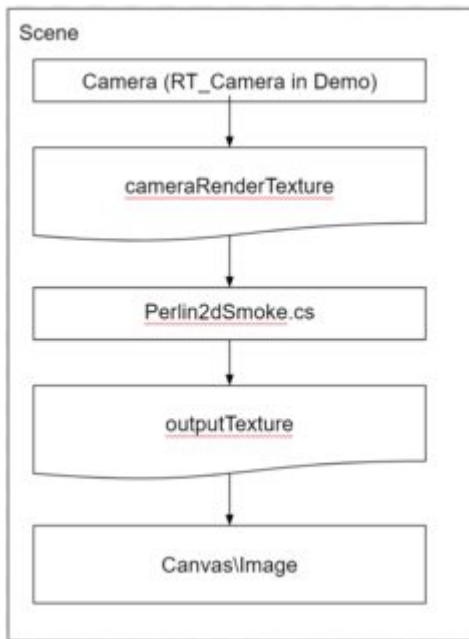 Scene
Camera (RT_Camera in Demo)
cameraRenderTexture
Perlin2dSmoke.cs
outputTexture
Canvas\Image